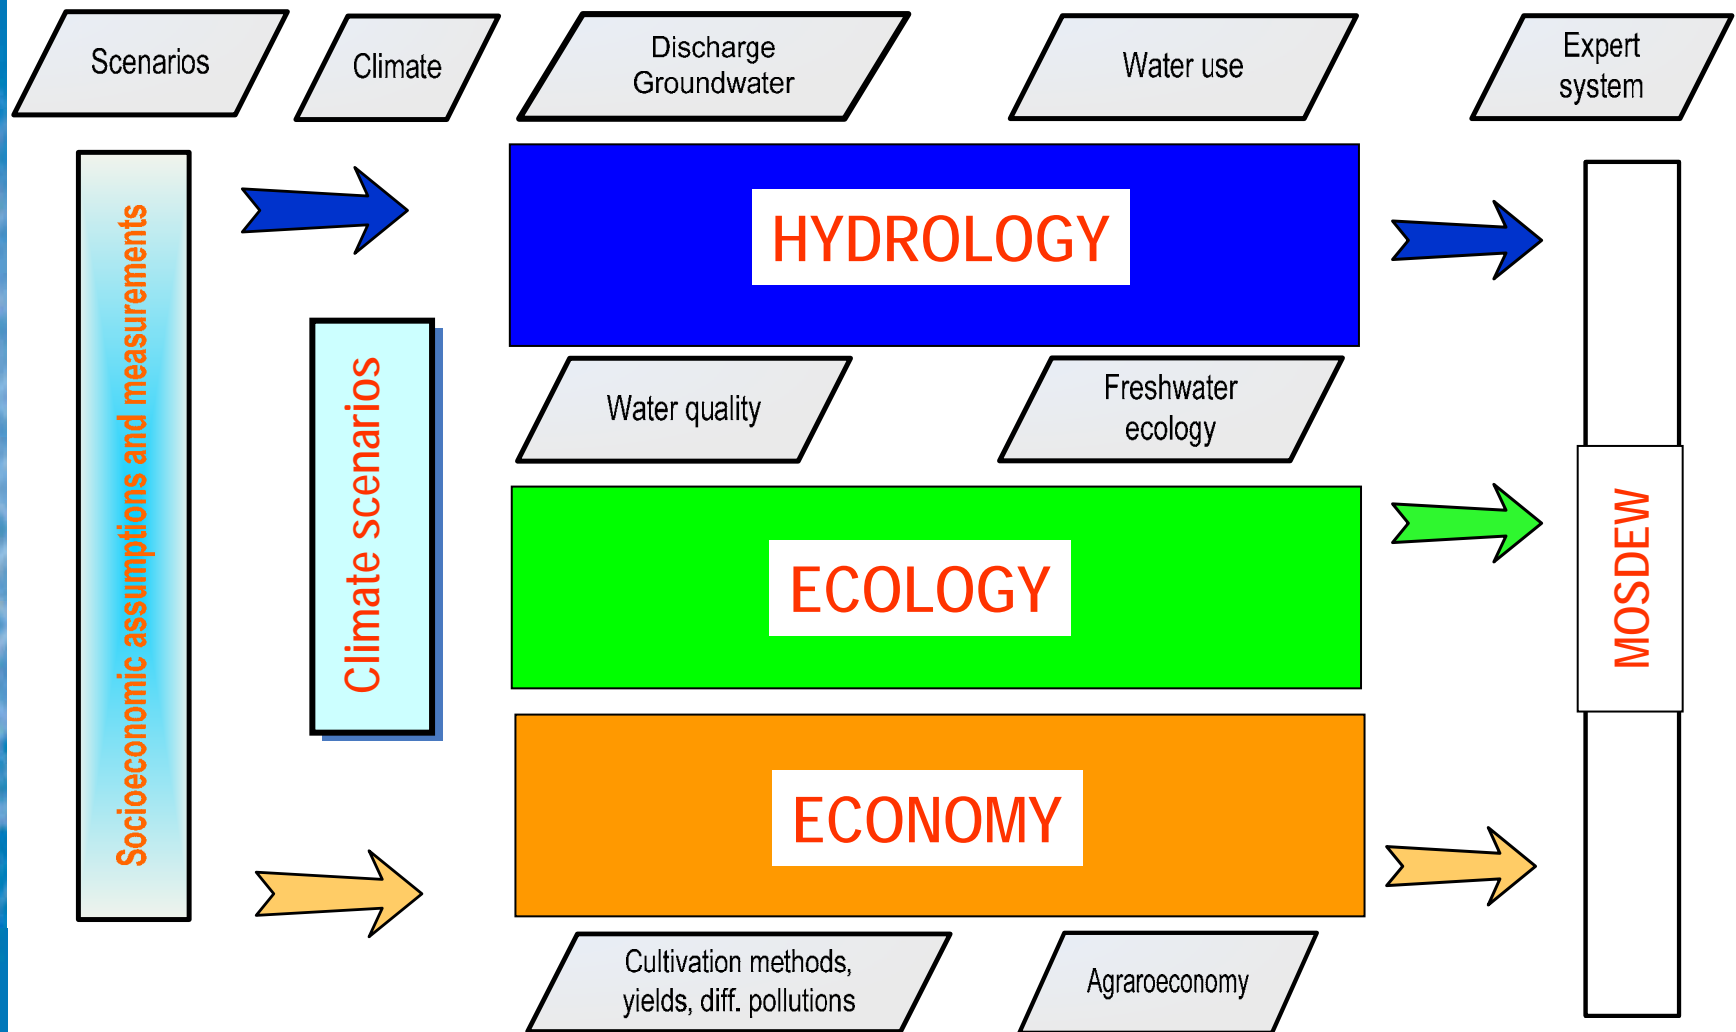 Scenarios
Climate
Discharge
Groundwater
Water use
Expert
system
Socioeconomic assumptions and measurements
Climate scenarios
HYDROLOGY
Water quality
Freshwater
ecology
ECOLOGY
MOSDEW
ECONOMY
Cultivation methods,
yields, diff. pollutions
Agraroeconomy